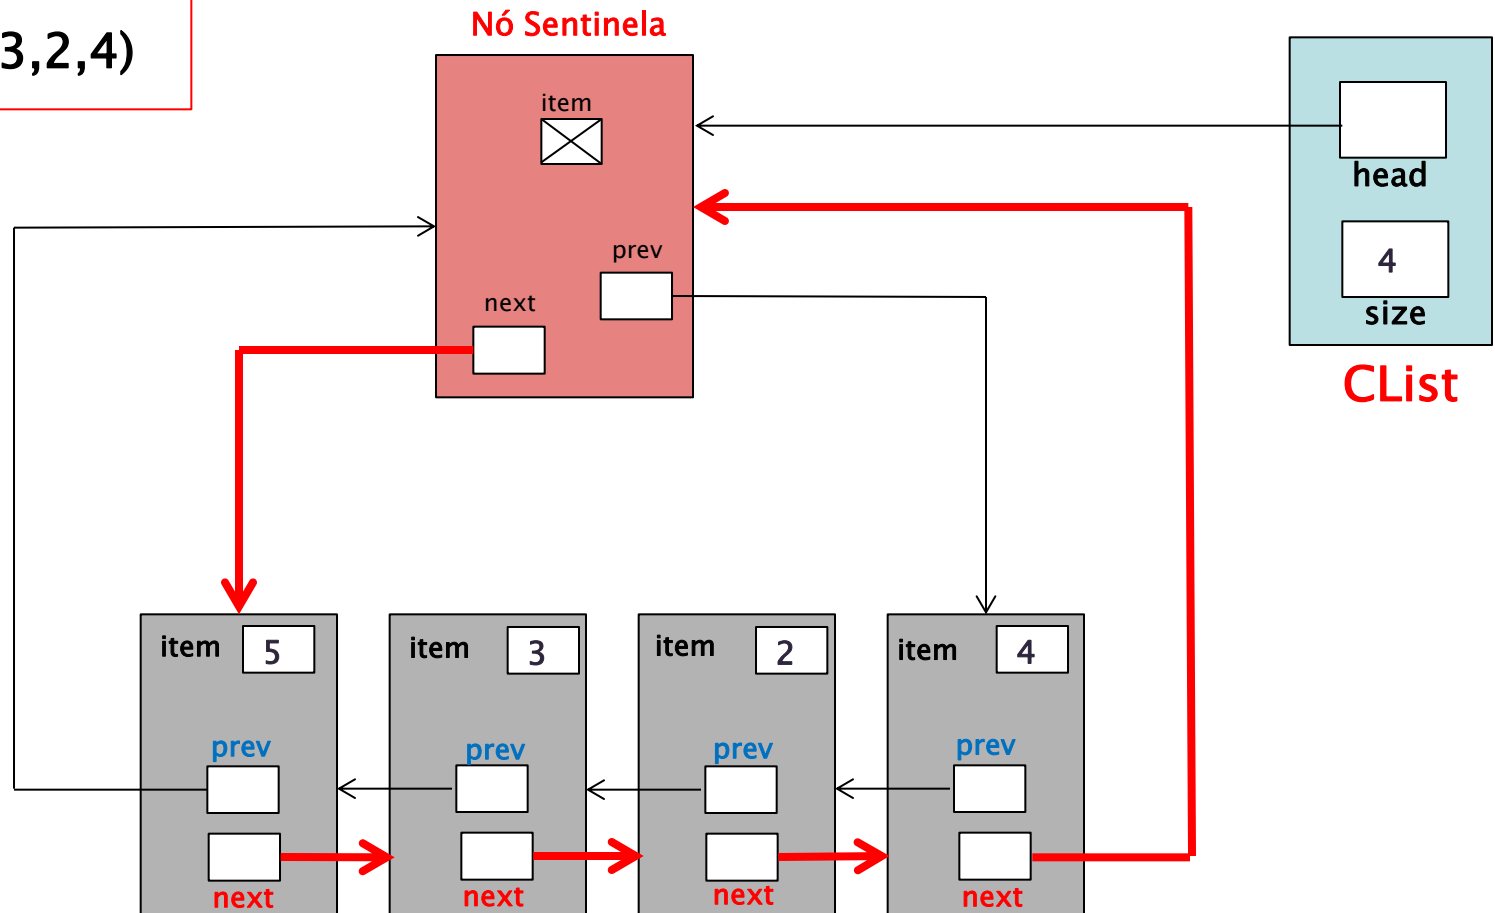 Nó Sentinela
3,2,4)
item
head
prev
4
next
size
CList
item 5
item 3
item 2
item 4
prev
prev
prev
prev
next
next
next
next